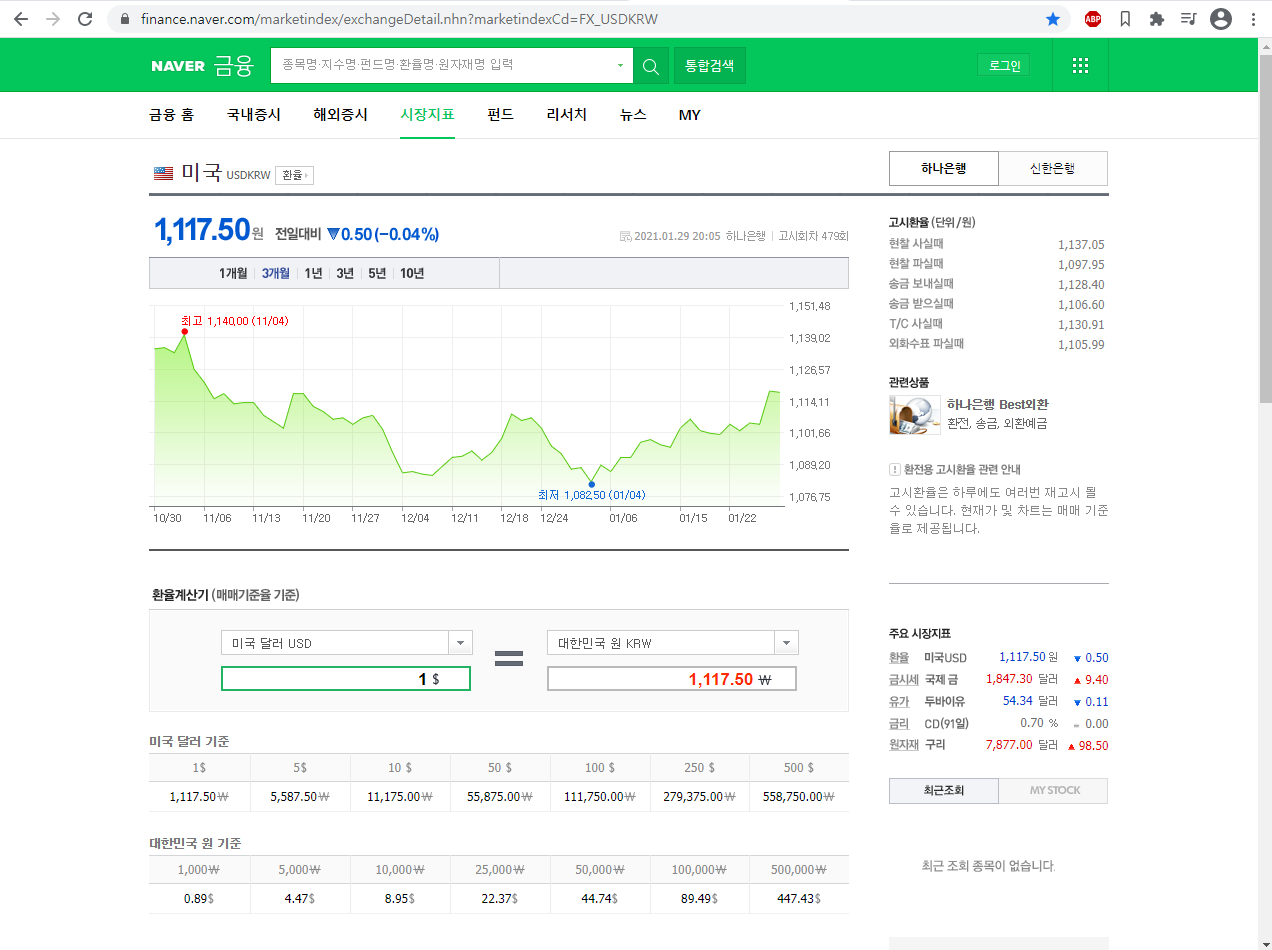 finance.naver.com/marketindex/exchangeDetail.nhn?marketindexCd=FX_USDKRW
ABP
NAVER 금융
종목명·지수명·펀드명·환율명·원자재명 입력
통합검색
로그인
금융 홈 국내증시 해외증시 시장지표 펀드 리서치 뉴스 MY
미국 USDKRW 환율
하나은행 신한은행
1,117.50원 전일대비 ▼0.50(-0.04%)
2021.01.29 20:05 하나은행 고시회차 479회
1개월 3개월 1년 3년 5년 10년
최고 1,140.00 (11/04)
최저 1,082.50 (01/04)
1,151.48
1,139.02
1,126.57
1,114.11
1,101.66
1,089.20
1,076.75
10/30 11/06 11/13 11/20 11/27 12/04 12/11 12/18 12/24 01/06 01/15 01/22
고시환율 (단위/원)
현찰 사실때 1,137.05
현찰 파실때 1,097.95
송금 보내실때 1,128.40
송금 받으실때 1,106.60
T/C 사실때 1,130.91
외화수표 파실때 1,105.99
관련상품
하나은행 Best외환
환전, 송금, 외환예금
환전용 고시환율 관련 안내
고시환율은 하루에도 여러번 재고시 될
수 있습니다. 현재가 및 차트는 매매 기준
율로 제공됩니다.
환율계산기 (매매기준율 기준)
미국 달러 USD
1 $
대한민국 원 KRW
1,117.50 ₩
미국 달러 기준
1$ 5$ 10 $ 50 $ 100 $ 250 $ 500 $
1,117.50₩ 5,587.50₩ 11,175.00₩ 55,875.00₩ 111,750.00₩ 279,375.00₩ 558,750.00₩
대한민국 원 기준
1,000₩ 5,000₩ 10,000₩ 25,000₩ 50,000₩ 100,000₩ 500,000₩
0.89$ 4.47$ 8.95$ 22.37$ 44.74$ 89.49$ 447.43$
주요 시장지표
환율 미국USD 1,117.50 원 ▼ 0.50
금시세 국제 금 1,847.30 달러 ▲ 9.40
유가 두바이유 54.34 달러 ▼ 0.11
금리 CD(91일) 0.70 % - 0.00
원자재 구리 7,877.00 달러 ▲ 98.50
최근조회 MY STOCK
최근 조회 종목이 없습니다.